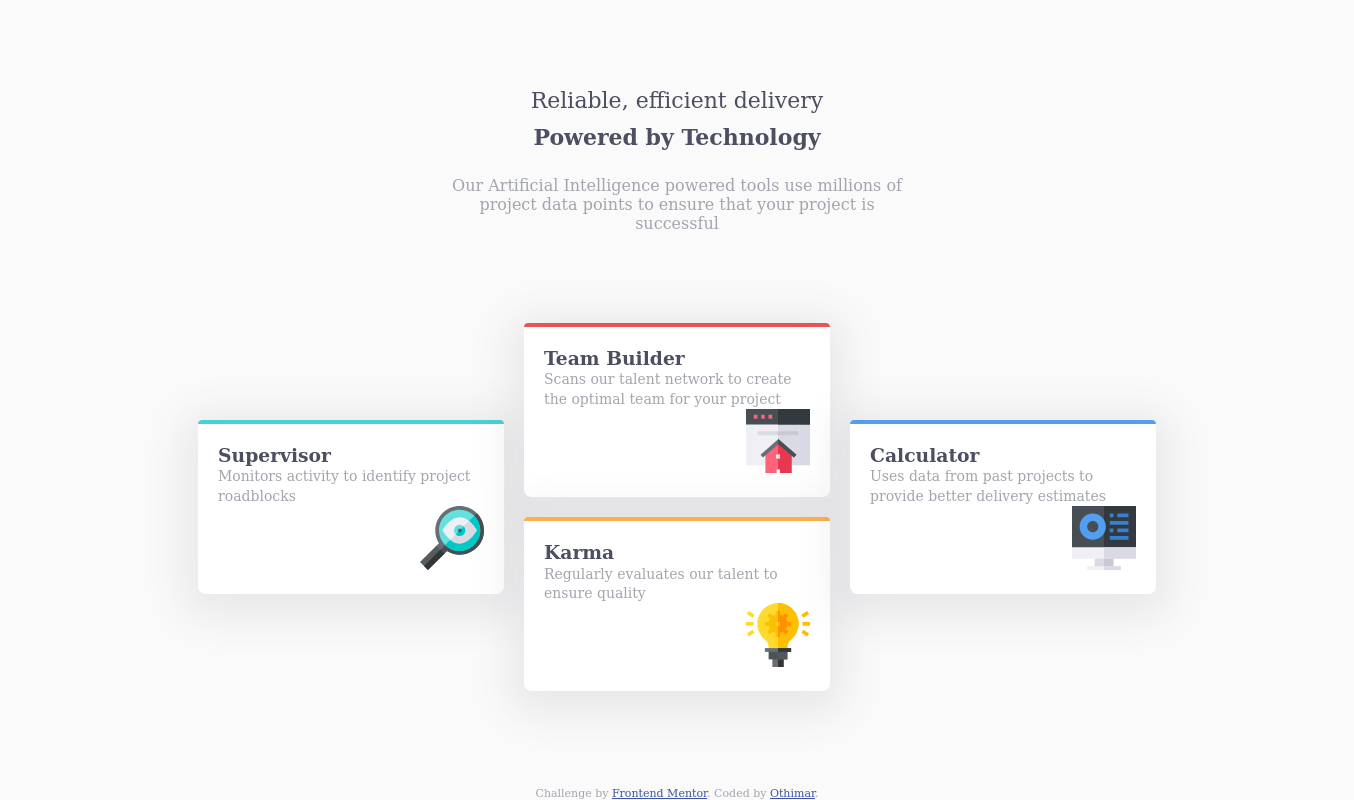 Reliable, efficient delivery
Powered by Technology
Our Artificial Intelligence powered tools use millions of
project data points to ensure that your project is
successful
Supervisor
Monitors activity to identify project
roadblocks
Team Builder
Scans our talent network to create
the optimal team for your project
Karma
Regularly evaluates our talent to
ensure quality
Calculator
Uses data from past projects to
provide better delivery estimates
Challenge by Frontend Mentor. Coded by Othimar.